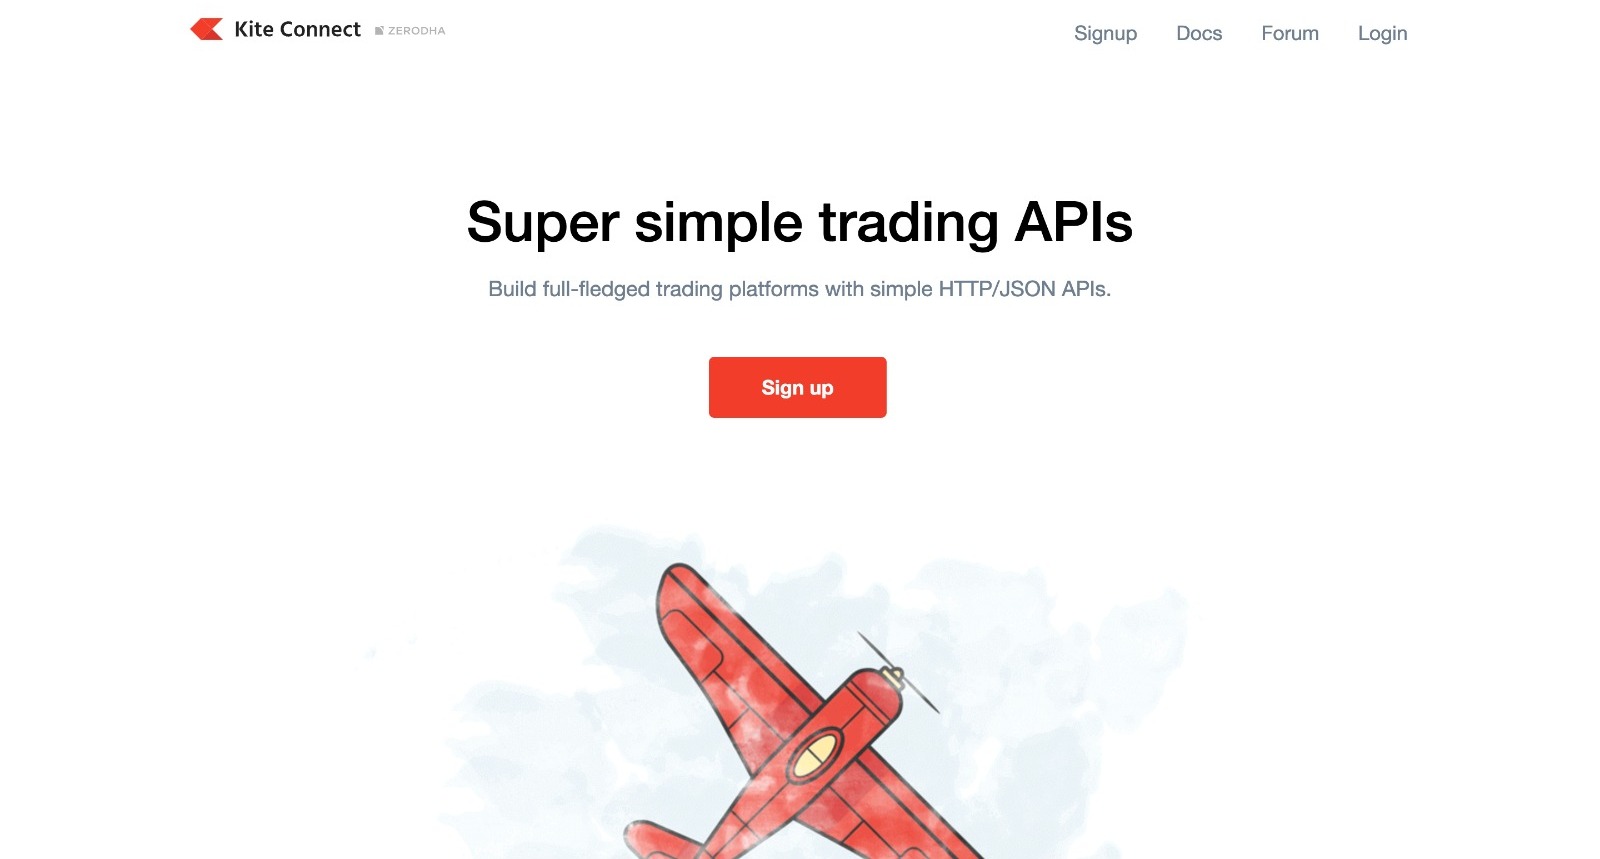 Kite Connect ZERODHA
Signup Docs Forum Login
Super simple trading APIs
Build full-fledged trading platforms with simple HTTP/JSON APIs.
Sign up